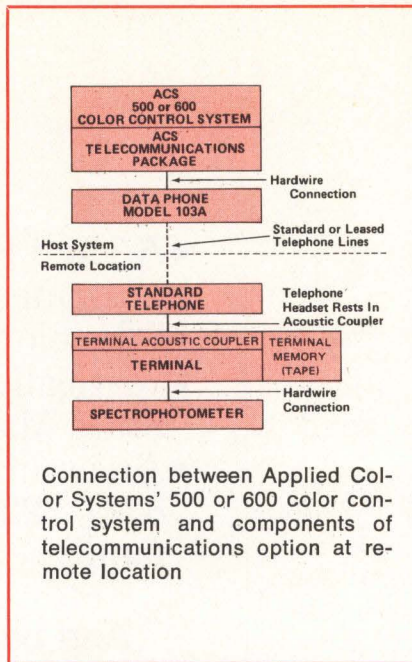 ACS
500 or 600
COLOR CONTROL SYSTEM
ACS
TELECOMMUNICATIONS
PACKAGE
Hardwire
Connection
DATA PHONE
MODEL 103A
Standard or Leased
Telephone Lines
Host System
Remote Location
STANDARD
TELEPHONE
Telephone
Headset Rests In
Acoustic Coupler
TERMINAL ACOUSTIC COUPLER
TERMINAL
TERMINAL
MEMORY
(TAPE)
Hardwire
Connection
SPECTROPHOTOMETER
Connection between Applied Col-
or Systems' 500 or 600 color con-
trol system and components of
telecommunications option at re-
mote location